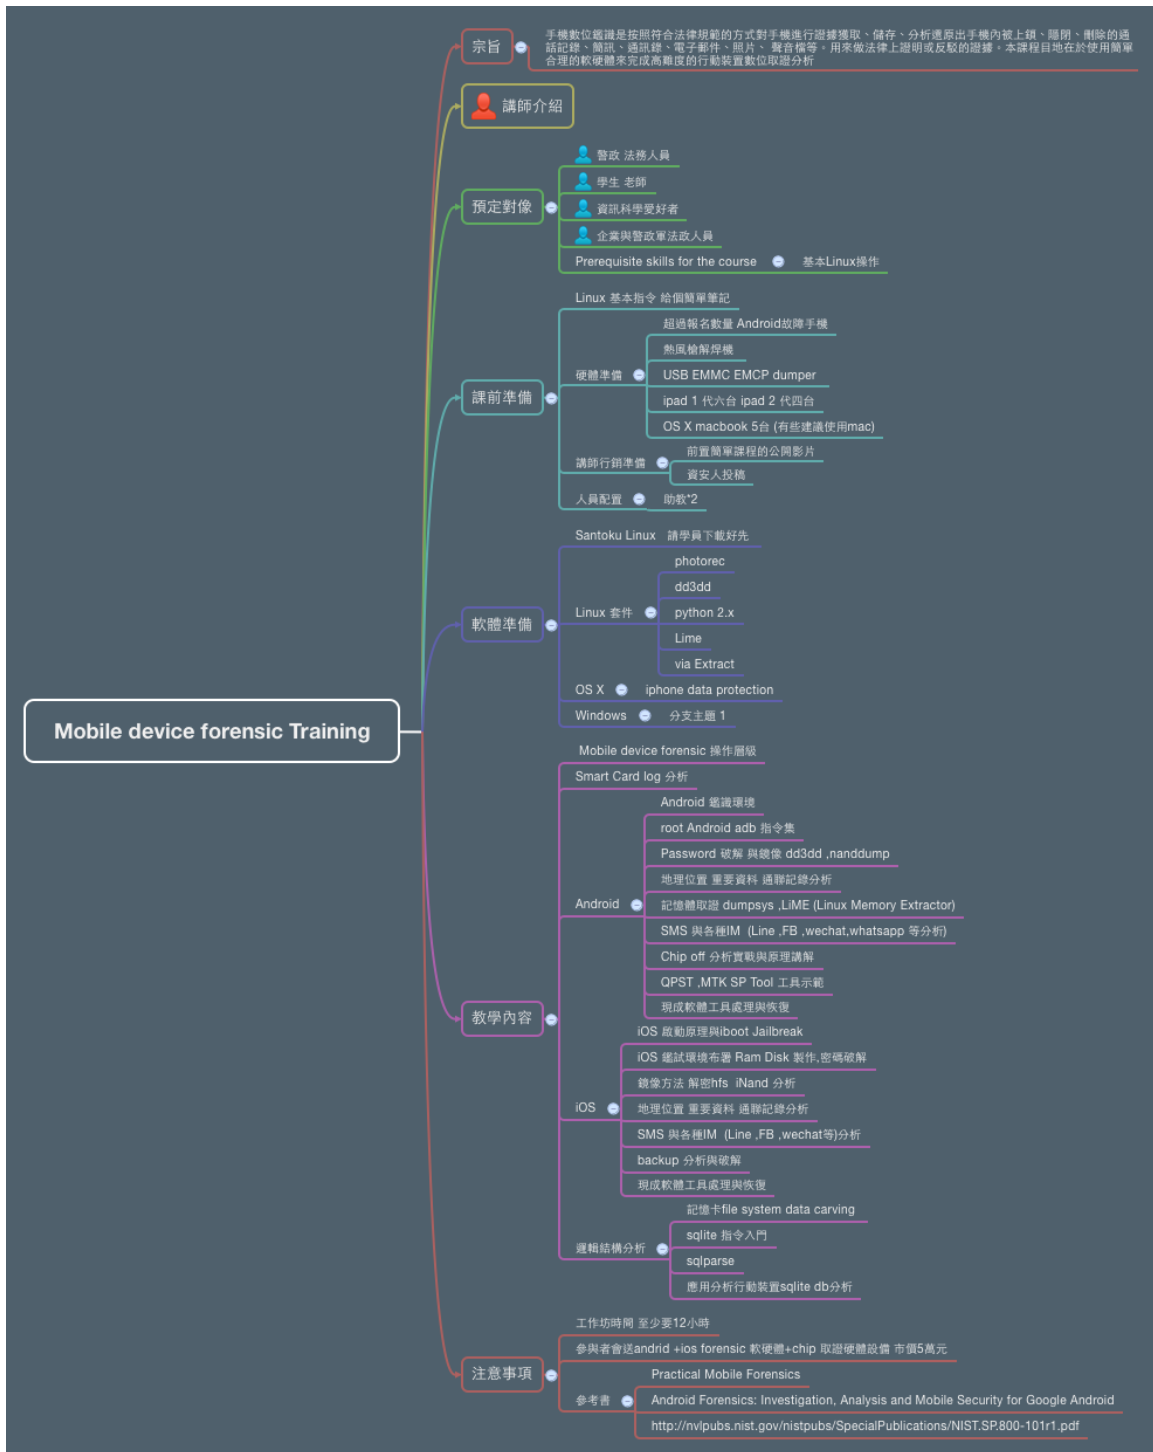 宗旨
手機數位鑑識是按照符合法律規範的方式對手機進行證據獲取、儲存、分析還原出手機內被上鎖、隱閉、刪除的通
話記錄、簡訊、通訊錄、電子郵件、照片、 聲音檔等。用來做法律上證明或反駁的證據。本課程目地在於使用簡單
合理的軟硬體來完成高難度的行動裝置數位取證分析
講師介紹
預定對像
警政 法務人員
學生 老師
資訊科學愛好者
企業與警政軍法政人員
Prerequisite skills for the course
基本Linux操作
課前準備
Linux 基本指令 給個簡單筆記
硬體準備
超過報名數量 Android故障手機
熱風槍解焊機
USB EMMC EMCP dumper
ipad 1 代六台 ipad 2 代四台
OS X macbook 5台 (有些建議使用mac)
講師行銷準備
前置簡單課程的公開影片
資安人投稿
人員配置
助教*2
軟體準備
Santoku Linux 請學員下載好先
Linux 套件
photorec
dd3dd
python 2.x
Lime
via Extract
OS X
iphone data protection
Windows
分支主題 1
Mobile device forensic Training
教學內容
Mobile device forensic 操作層級
Smart Card log 分析
Android
Android 鑑識環境
root Android adb 指令集
Password 破解 與鏡像 dd3dd ,nanddump
地理位置 重要資料 通聯記錄分析
記憶體取證 dumpsys ,LiME (Linux Memory Extractor)
SMS 與各種IM (Line ,FB ,wechat,whatsapp 等分析)
Chip off 分析實戰與原理講解
QPST ,MTK SP Tool 工具示範
現成軟體工具處理與恢復
iOS
iOS 啟動原理與iboot Jailbreak
iOS 鑑試環境布署 Ram Disk 製作,密碼破解
鏡像方法 解密hfs iNand 分析
地理位置 重要資料 通聯記錄分析
SMS 與各種IM (Line ,FB ,wechat等)分析
backup 分析與破解
現成軟體工具處理與恢復
邏輯結構分析
記憶卡file system data carving
sqlite 指令入門
sqlparse
應用分析行動裝置sqlite db分析
注意事項
工作坊時間 至少要12小時
參與者會送andrid +ios forensic 軟硬體+chip 取證硬體設備 市價5萬元
參考書
Practical Mobile Forensics
Android Forensics: Investigation, Analysis and Mobile Security for Google Android
http://nvlpubs.nist.gov/nistpubs/SpecialPublications/NIST.SP.800-101r1.pdf